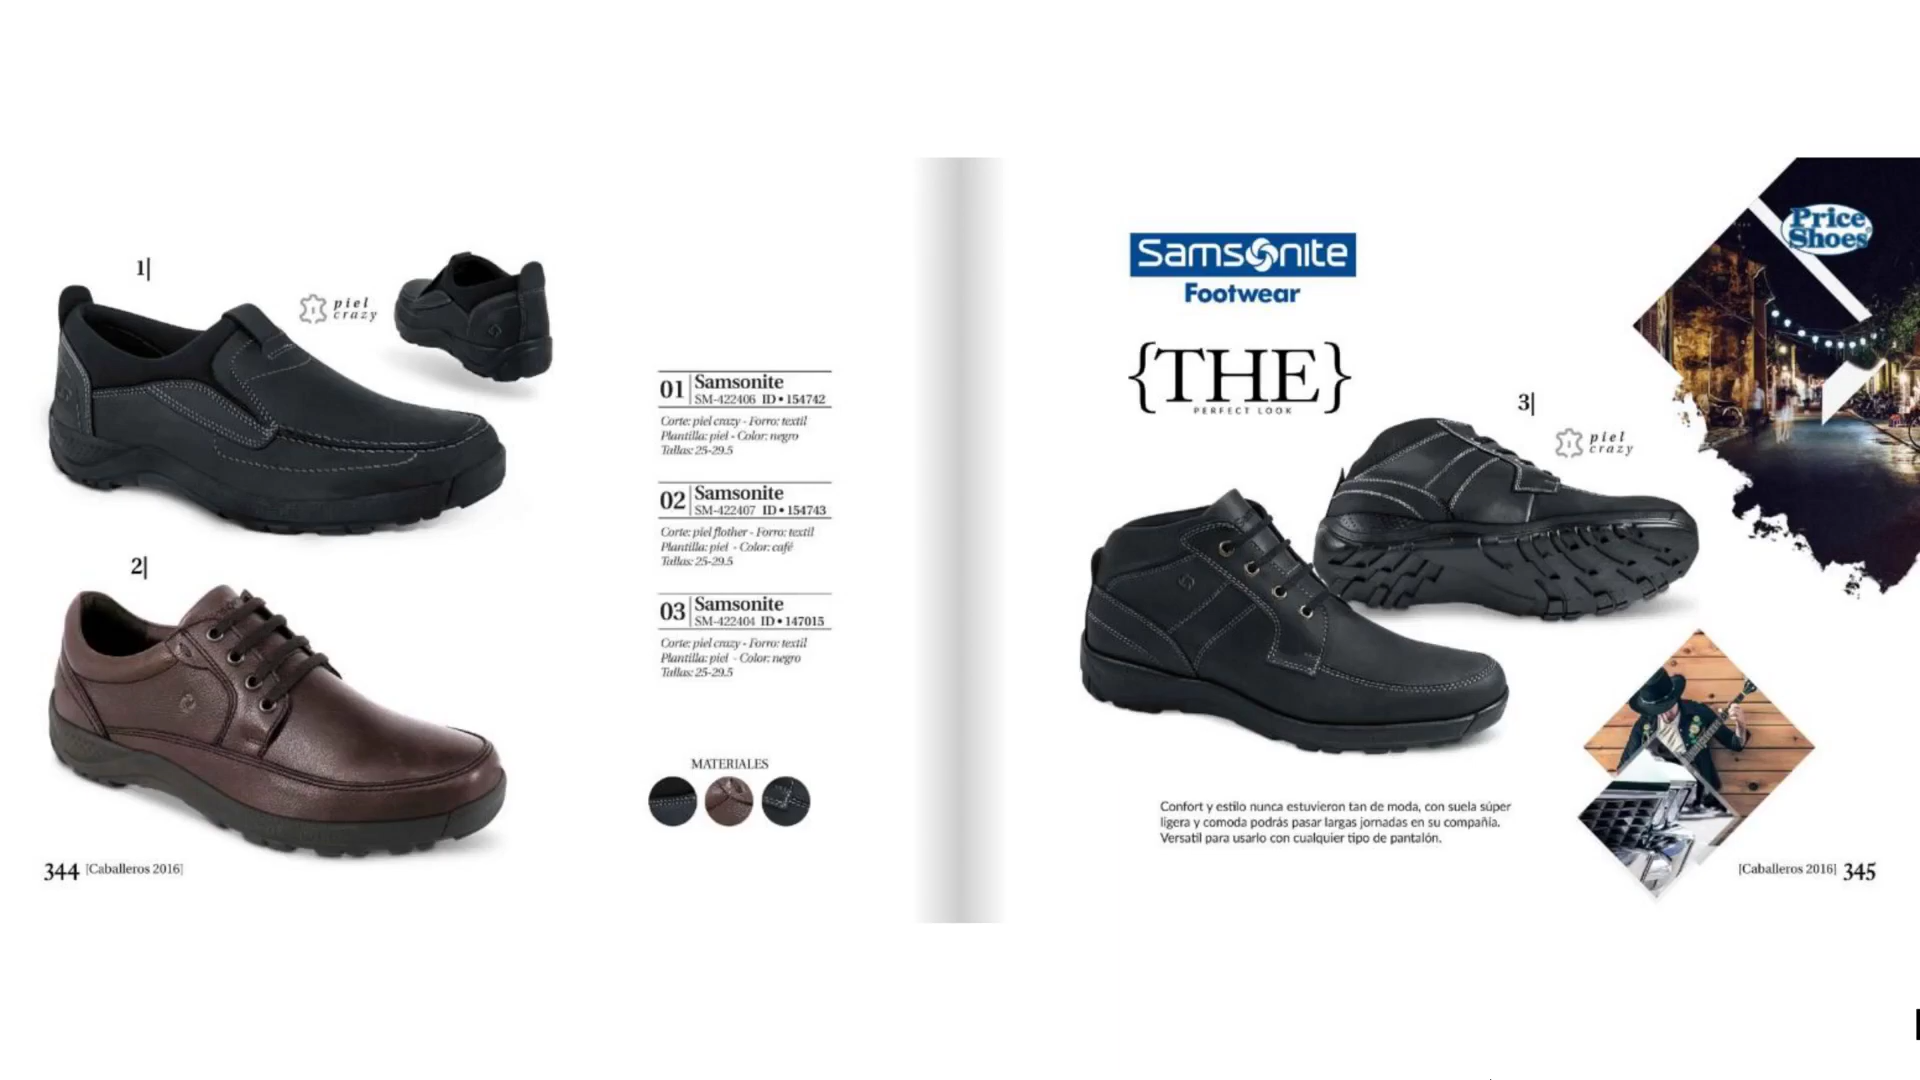 1|
piel
crazy
2|
344 |Caballeros 2016|
01 Samsonite
SM-422406 ID • 154742
Corte: piel crazy - Forro: textil
Plantilla: piel - Color: negro
Tallas: 25-29.5
02 Samsonite
SM-422407 ID • 154743
Corte: piel flother - Forro: textil
Plantilla: piel - Color: café
Tallas: 25-29.5
03 Samsonite
SM-422404 ID • 147015
Corte: piel crazy - Forro: textil
Plantilla: piel - Color: negro
Tallas: 25-29.5
MATERIALES
Samsonite
Footwear
{THE}
PERFECT LOOK
Price
Shoes
3|
piel
crazy
Confort y estilo nunca estuvieron tan de moda, con suela súper
ligera y comoda podrás pasar largas jornadas en su compañía.
Versatil para usarlo con cualquier tipo de pantalón.
|Caballeros 2016| 345